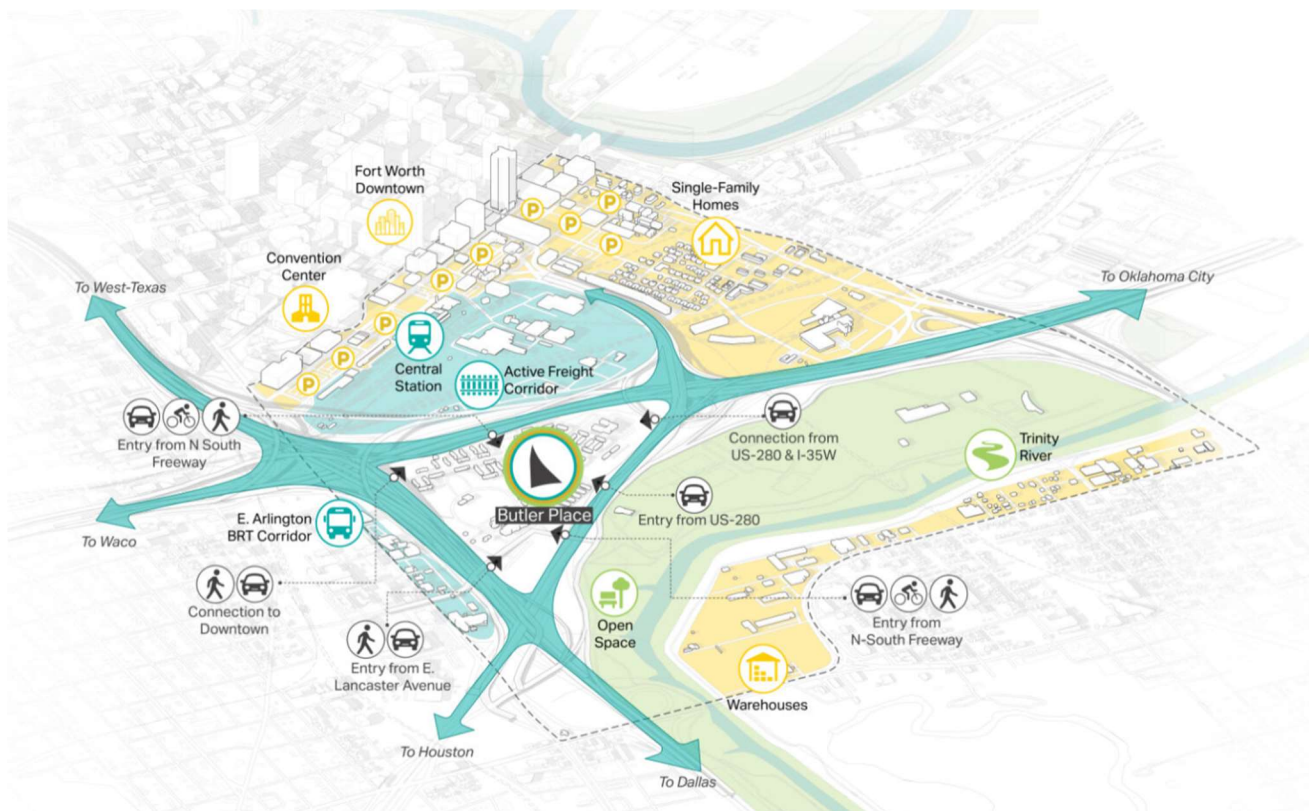 Fort Worth
Downtown
Single-Family
Homes
Convention
Center
To West-Texas
To Oklahoma City
P
P
P
P
P
P
P
P
P
P
Central
Station
Active Freight
Corridor
Entry from N South
Freeway
Connection from
US-280 & I-35W
Trinity
River
Butler Place
Entry from US-280
E. Arlington
BRT Corridor
To Waco
Connection to
Downtown
Open
Space
Entry from
N-South Freeway
Entry from E.
Lancaster Avenue
Warehouses
To Houston
To Dallas